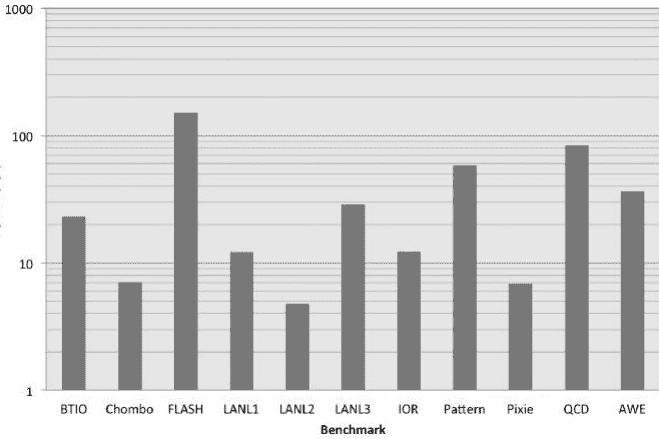 1000
100
10
1
BTIO Chombo FLASH LANL1 LANL2 LANL3 IOR Pattern Pixie QCD AWE
Benchmark